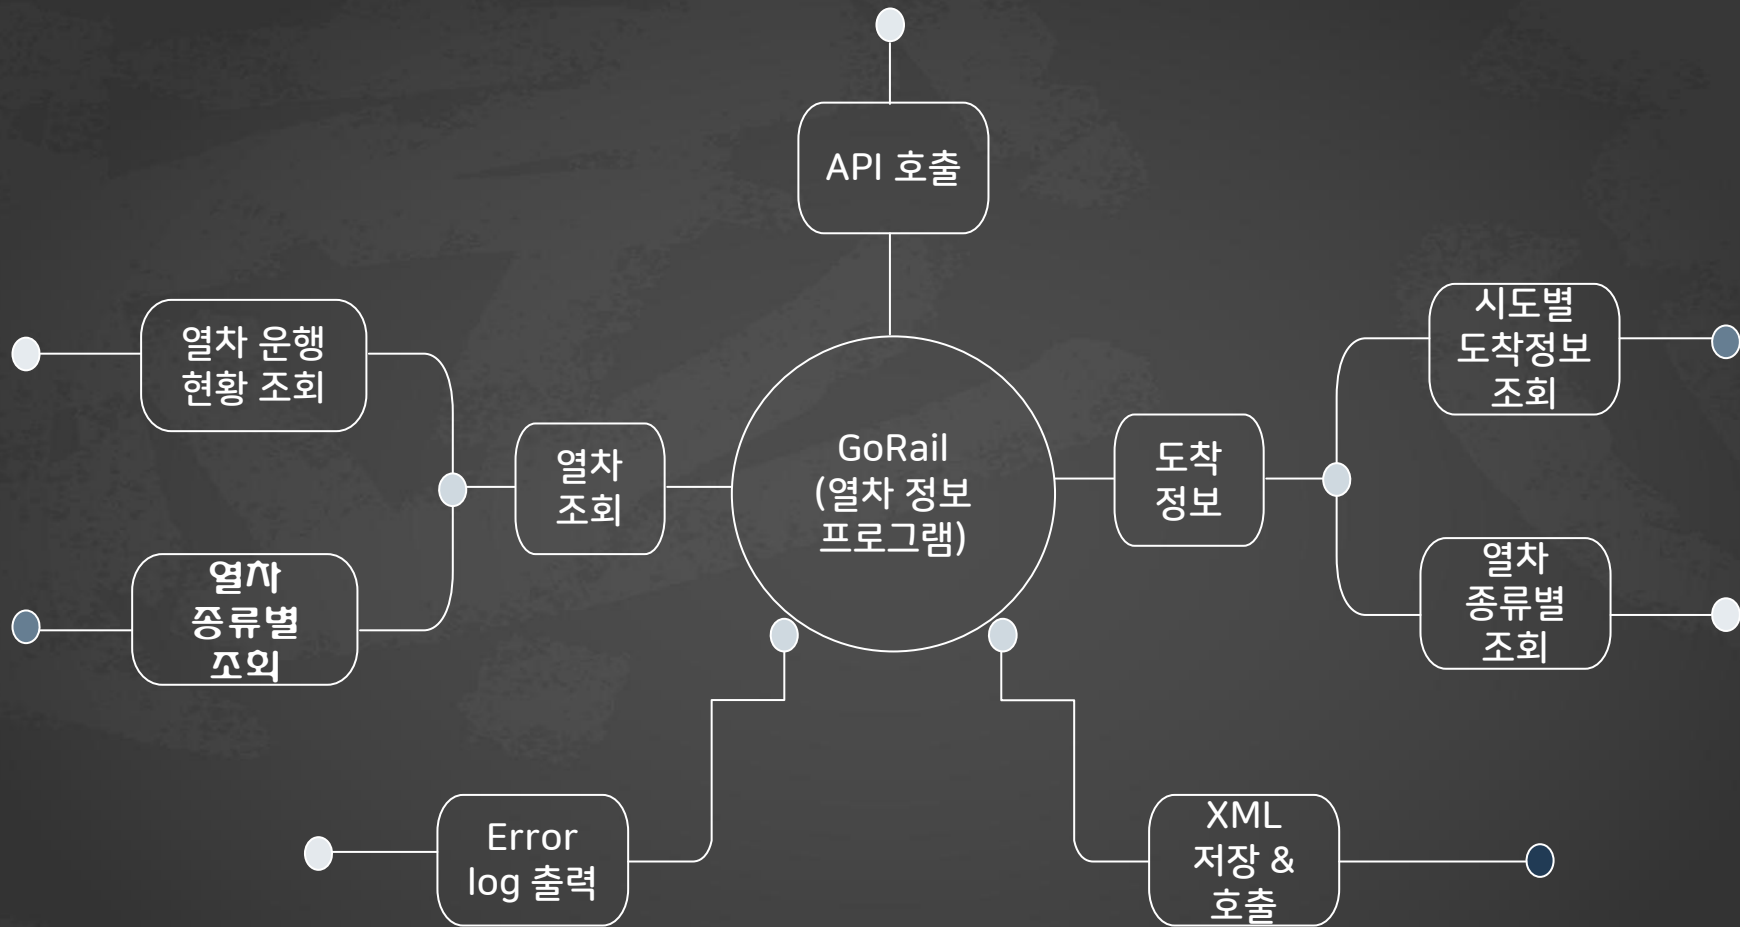 API 호출
열차 운행
현황 조회
열차
종류별
조회
열차
조회
GoRail
(열차 정보
프로그램)
도착
정보
시도별
도착정보
조회
열차
종류별
조회
Error
log 출력
XML
저장 &
호출